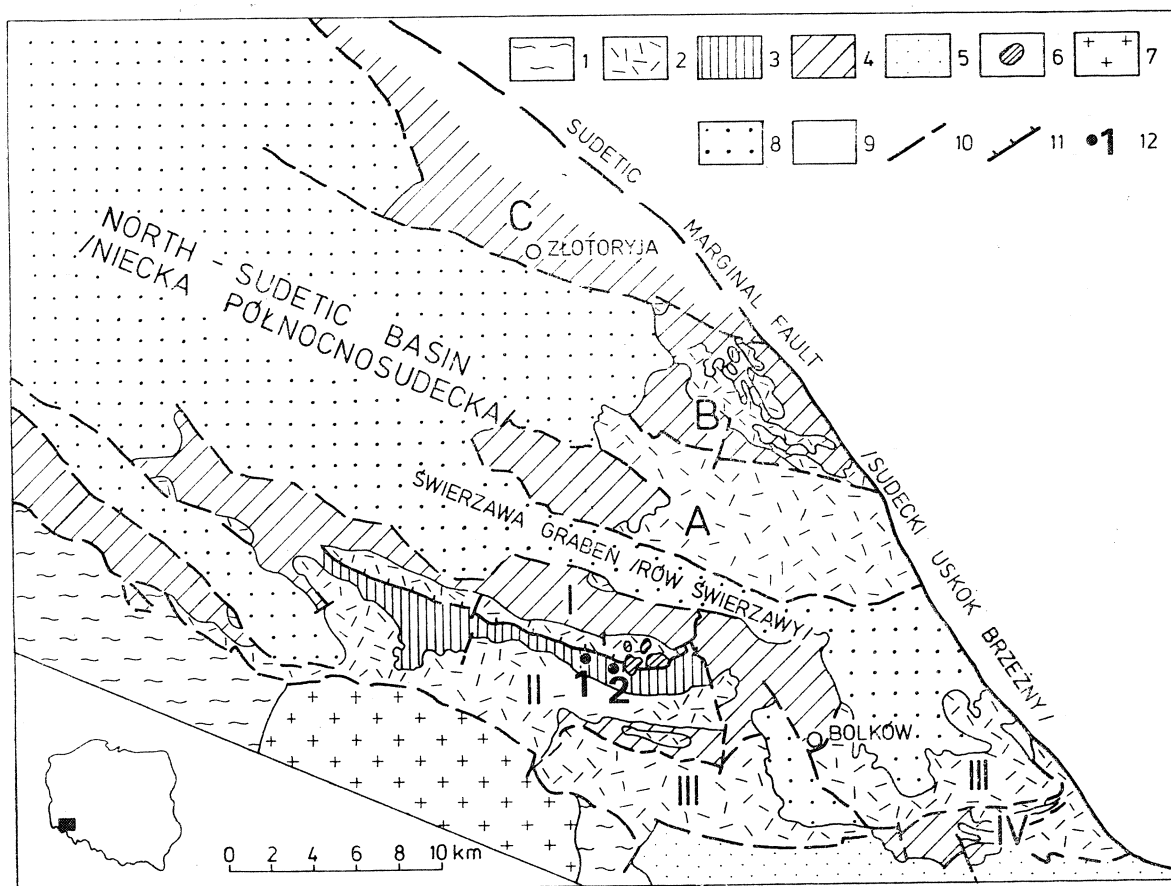 1 2 3 4 5 6 7
8 9 10 11 •1 12
SUDETIC MARGINAL FAULT
/SUDECKI USKOK BRZEŻNY/
C
ZŁOTORYJA
NORTH - SUDETIC BASIN
/NIECKA PÓŁNOCNOSUDECKA/
B
A
ŚWIERZAWA GRABEN /RÓW ŚWIERZAWY/
I
1
2
II
BOLKÓW
III
III
IV
0 2 4 6 8 10 km